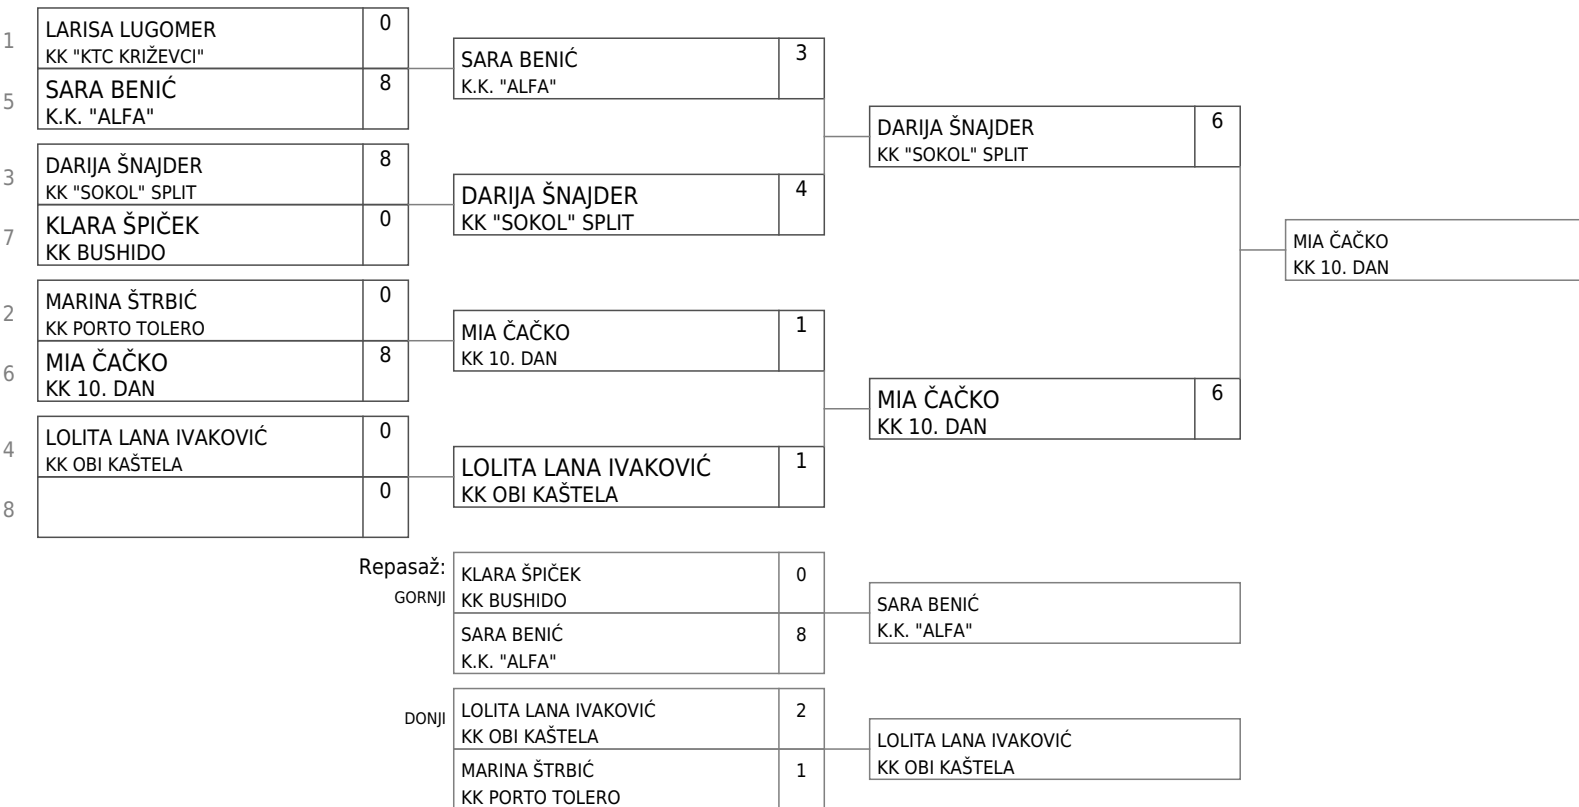 1
LARISA LUGOMER
KK "KTC KRIŽEVCI"
0
5
SARA BENIĆ
K.K. "ALFA"
8
3
DARIJA ŠNAJDER
KK "SOKOL" SPLIT
8
7
KLARA ŠPIČEK
KK BUSHIDO
0
2
MARINA ŠTRBIĆ
KK PORTO TOLERO
0
6
MIA ČAČKO
KK 10. DAN
8
4
LOLITA LANA IVAKOVIĆ
KK OBI KAŠTELA
0
8
0
SARA BENIĆ
K.K. "ALFA"
3
DARIJA ŠNAJDER
KK "SOKOL" SPLIT
4
MIA ČAČKO
KK 10. DAN
1
LOLITA LANA IVAKOVIĆ
KK OBI KAŠTELA
1
DARIJA ŠNAJDER
KK "SOKOL" SPLIT
6
MIA ČAČKO
KK 10. DAN
6
MIA ČAČKO
KK 10. DAN
Repasaž:
GORNJI
KLARA ŠPIČEK
KK BUSHIDO
0
SARA BENIĆ
K.K. "ALFA"
8
SARA BENIĆ
K.K. "ALFA"
DONJI
LOLITA LANA IVAKOVIĆ
KK OBI KAŠTELA
2
MARINA ŠTRBIĆ
KK PORTO TOLERO
1
LOLITA LANA IVAKOVIĆ
KK OBI KAŠTELA